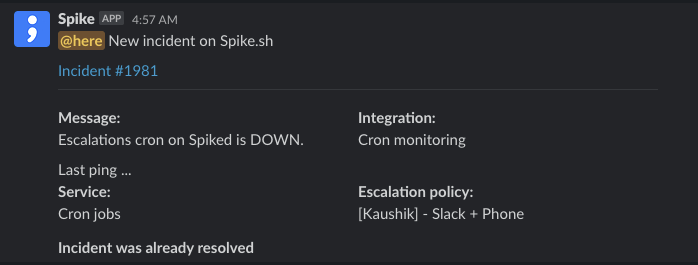 Spike APP 4:57 AM
@here New incident on Spike.sh
Incident #1981
Message:
Escalations cron on Spiked is DOWN.
Last ping ...
Integration:
Cron monitoring
Service:
Cron jobs
Escalation policy:
[Kaushik] - Slack + Phone
Incident was already resolved